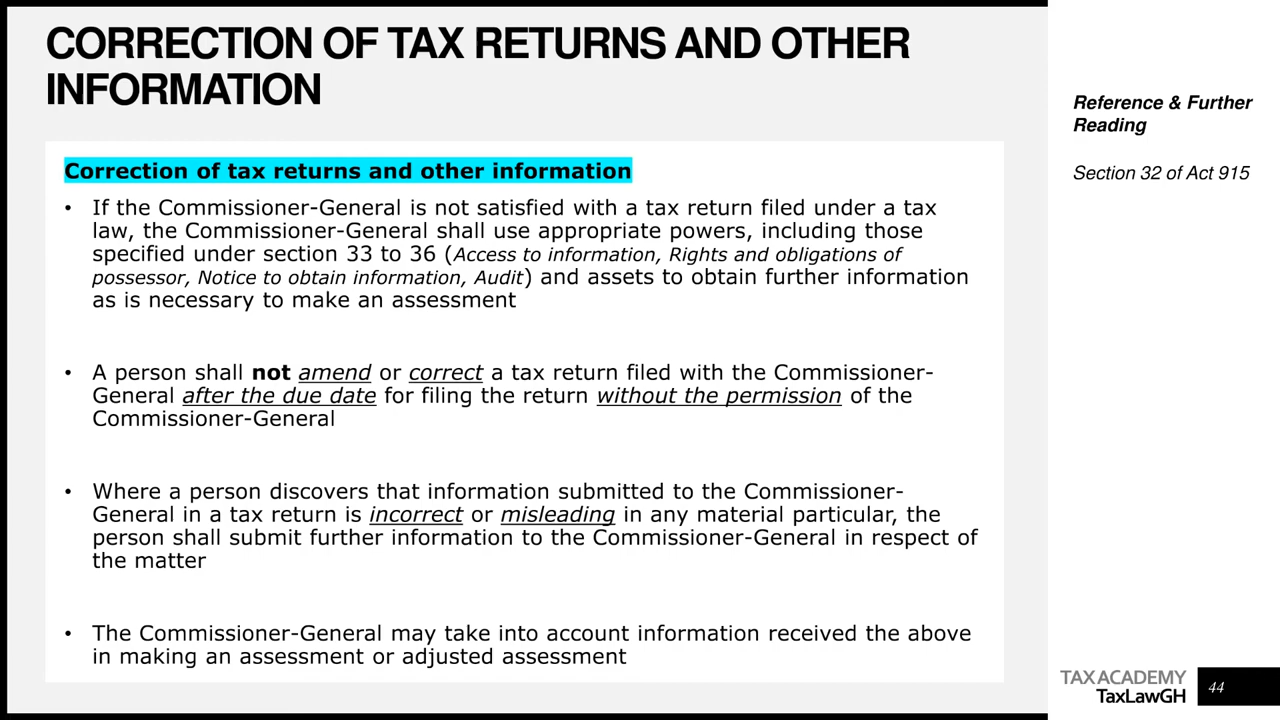 CORRECTION OF TAX RETURNS AND OTHER
INFORMATION
Correction of tax returns and other information
• If the Commissioner-General is not satisfied with a tax return filed under a tax
law, the Commissioner-General shall use appropriate powers, including those
specified under section 33 to 36 (Access to information, Rights and obligations of
possessor, Notice to obtain information, Audit) and assets to obtain further information
as is necessary to make an assessment
• A person shall not amend or correct a tax return filed with the Commissioner-
General after the due date for filing the return without the permission of the
Commissioner-General
• Where a person discovers that information submitted to the Commissioner-
General in a tax return is incorrect or misleading in any material particular, the
person shall submit further information to the Commissioner-General in respect of
the matter
• The Commissioner-General may take into account information received the above
in making an assessment or adjusted assessment
Reference & Further
Reading
Section 32 of Act 915
TAX ACADEMY
TaxLawGH
44